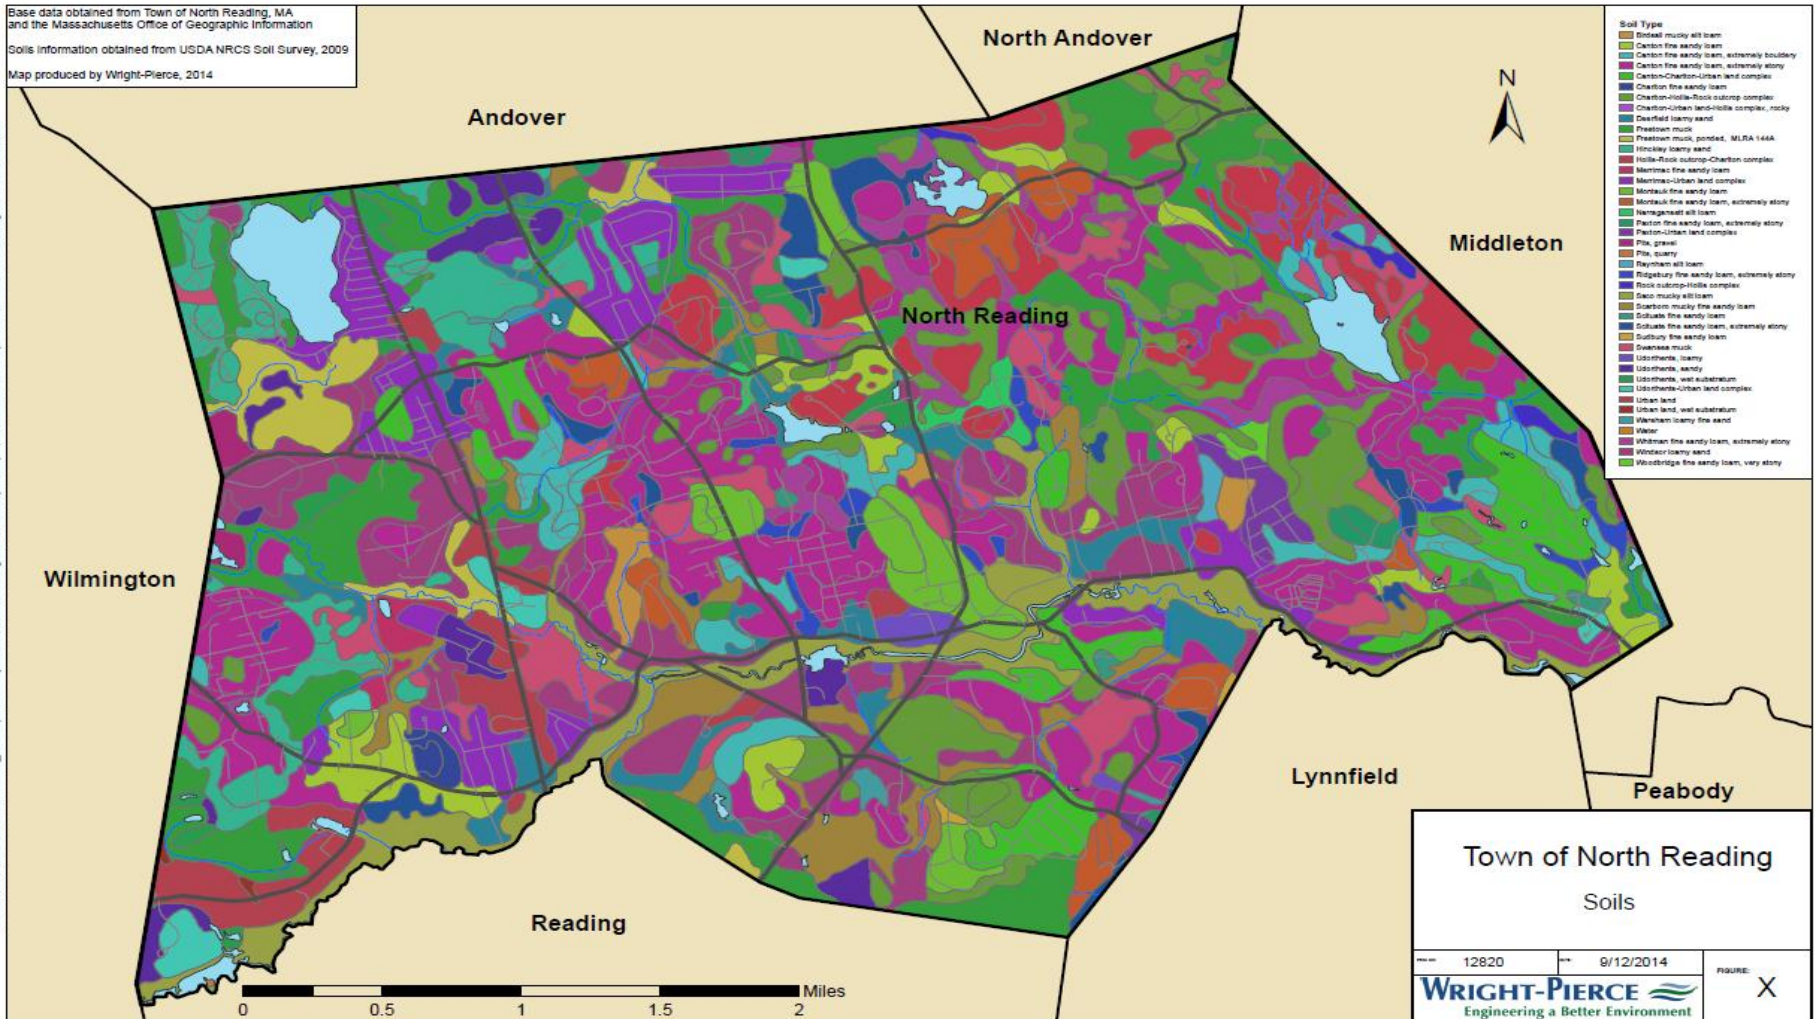 Base data obtained from Town of North Reading, MA
and the Massachusetts Office of Geographic Information
Soils information obtained from USDA NRCS Soil Survey, 2009
Map produced by Wright-Pierce, 2014
North Andover
Andover
N
Middleton
North Reading
Wilmington
Lynnfield
Peabody
Reading
Soil Type
Birdsall mucky silt loam
Canton fine sandy loam
Canton fine sandy loam, extremely bouldery
Canton fine sandy loam, extremely stony
Canton-Charlton-Urban land complex
Charlton fine sandy loam
Charlton-Hollis-Rock outcrop complex
Charlton-Urban land-Hollis complex, rocky
Deerfield loamy sand
Freetown muck
Freetown muck, ponded, MLRA 144A
Hinckley loamy sand
Hollis-Rock outcrop-Charlton complex
Merrimac fine sandy loam
Merrimac-Urban land complex
Montauk fine sandy loam
Montauk fine sandy loam, extremely stony
Narragansett silt loam
Paxton fine sandy loam, extremely stony
Paxton-Urban land complex
Pits, gravel
Pits, quarry
Raynham silt loam
Ridgebury fine sandy loam, extremely stony
Rock outcrop-Hollis complex
Saco mucky silt loam
Scarboro mucky fine sandy loam
Scituate fine sandy loam
Scituate fine sandy loam, extremely stony
Sudbury fine sandy loam
Swansea muck
Udorthents, loamy
Udorthents, sandy
Udorthents, wet substratum
Udorthents-Urban land complex
Urban land
Urban land, wet substratum
Wareham loamy fine sand
Water
Whitman fine sandy loam, extremely stony
Windsor loamy sand
Woodbridge fine sandy loam, very stony
Miles
0 0.5 1 1.5 2
Town of North Reading
Soils
12820
9/12/2014
FIGURE:
X
WRIGHT-PIERCE
Engineering a Better Environment